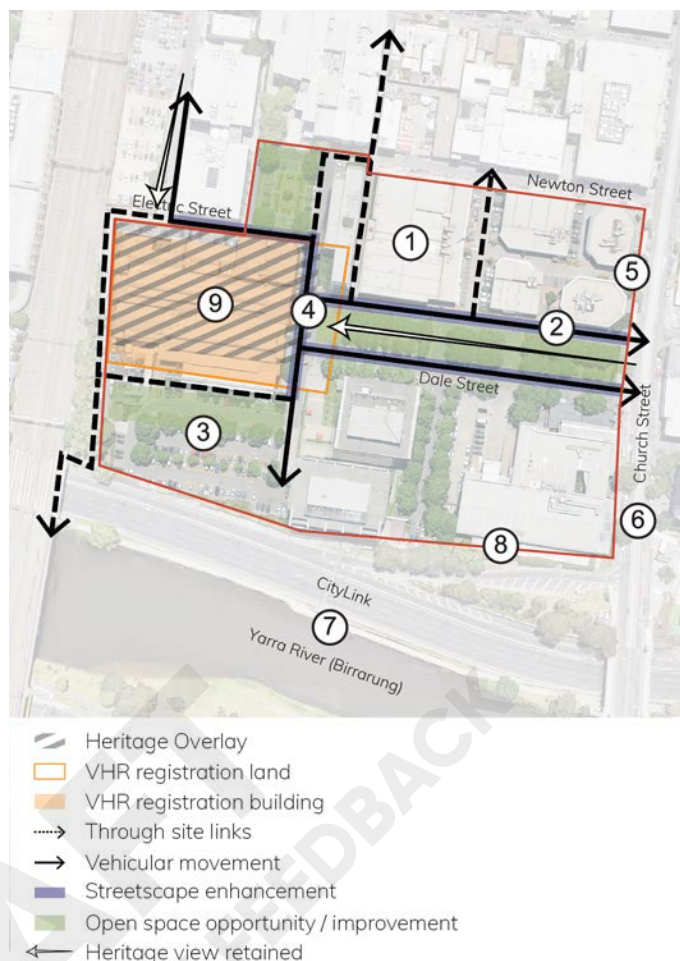 Newton Street
Electric Street
1
5
9
4
2
Dale Street
Church Street
3
6
8
CityLink
7
Yarra River (Birrarung)
Heritage Overlay
VHR registration land
VHR registration building
Through site links
Vehicular movement
Streetscape enhancement
Open space opportunity / improvement
Heritage view retained
AFT
FEEDBACK